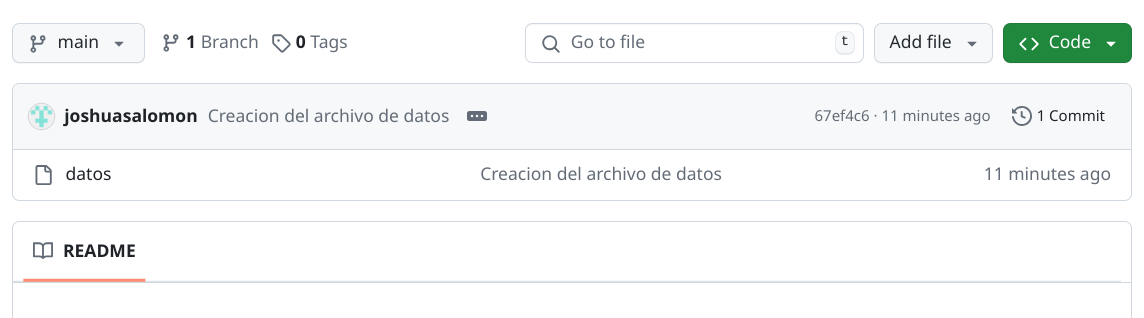 main 1 Branch 0 Tags Go to file t Add file Code
joshuasalomon Creacion del archivo de datos 67ef4c6 · 11 minutes ago 1 Commit
datos Creacion del archivo de datos 11 minutes ago
README